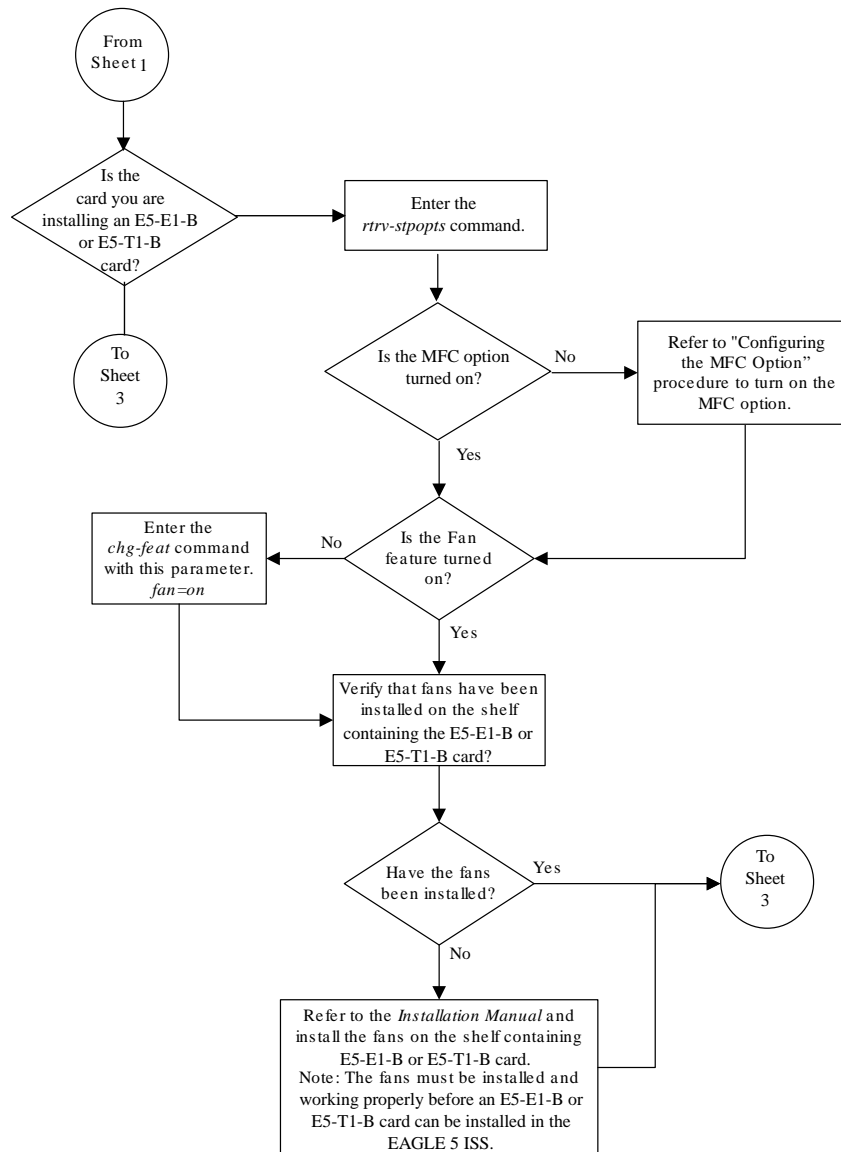 From
Sheet 1
Is the
card you are
installing an E5-E1-B
or E5-T1-B
card?
To
Sheet
3
Enter the
rtrv-stpopts command.
Is the MFC option
turned on?
No
Refer to "Configuring
the MFC Option”
procedure to turn on the
MFC option.
Yes
Is the Fan
feature turned
on?
No
Enter the
chg-feat command
with this parameter.
fan=on
Yes
Verify that fans have been
installed on the shelf
containing the E5-E1-B or
E5-T1-B card?
Have the fans
been installed?
Yes
To
Sheet
3
No
Refer to the Installation Manual and
install the fans on the shelf containing
E5-E1-B or E5-T1-B card.
Note: The fans must be installed and
working properly before an E5-E1-B or
E5-T1-B card can be installed in the
EAGLE 5 ISS.